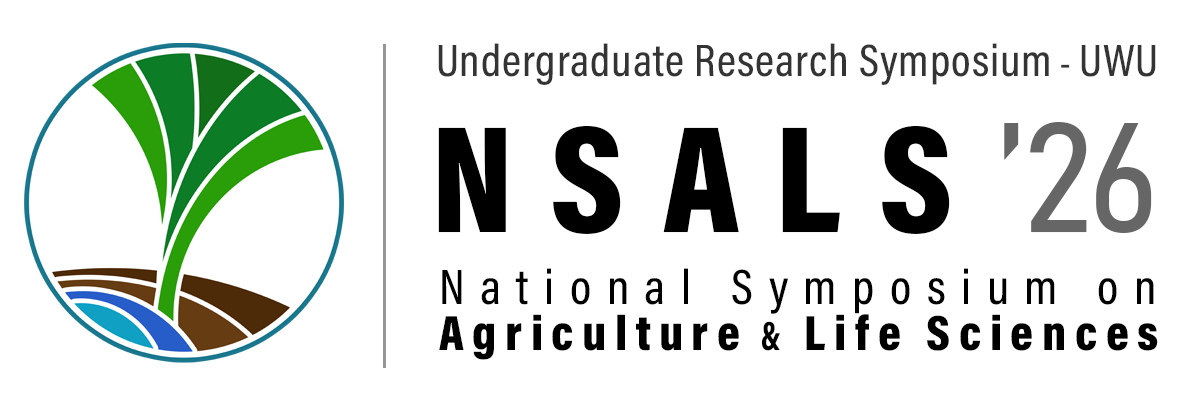 Undergraduate Research Symposium - UWU
NSALS '26
National Symposium on
Agriculture & Life Sciences